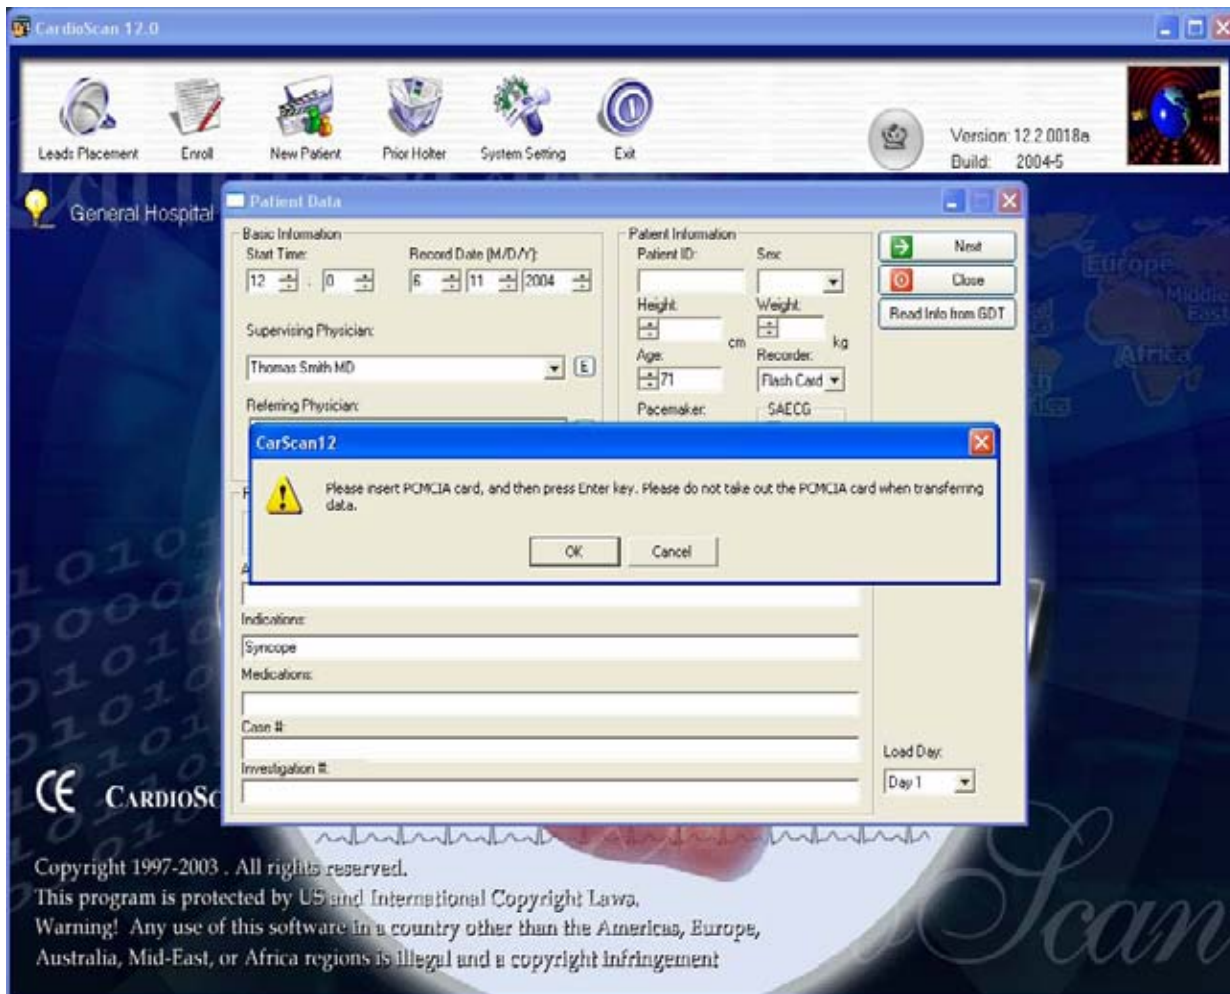 CardioScan 12.0
Leads Placement
Enroll
New Patient
Prior Holter
System Setting
Exit
Version: 12.2.0018a
Build: 2004-5
General Hospital
Patient Data
Basic Information
Start Time:
Record Date (M/D/Y):
12 : 0
6 11 2004
Supervising Physician:
Thomas Smith MD
E
Referring Physician:
Patient Information
Patient ID:
Sex:
Height:
Weight:
cm
kg
Age:
Recorder:
71
Flash Card
Pacemaker:
SAECG
Next
Close
Read Info from GDT
Europe
Middle
East
Africa
CarScan12
Please insert PCMCIA card, and then press Enter key. Please do not take out the PCMCIA card when transferring
data.
OK
Cancel
Indications:
Syncope
Medications:
Case #:
Investigation #:
Load Day:
Day 1
CE CARDIOSC
Scan
Copyright 1997-2003 . All rights reserved.
This program is protected by US and International Copyright Laws.
Warning! Any use of this software in a country other than the Americas, Europe,
Australia, Mid-East, or Africa regions is illegal and a copyright infringement